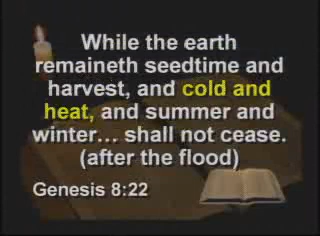 While the earth
remaineth seedtime and
harvest, and cold and
heat, and summer and
winter... shall not cease.
(after the flood)
Genesis 8:22